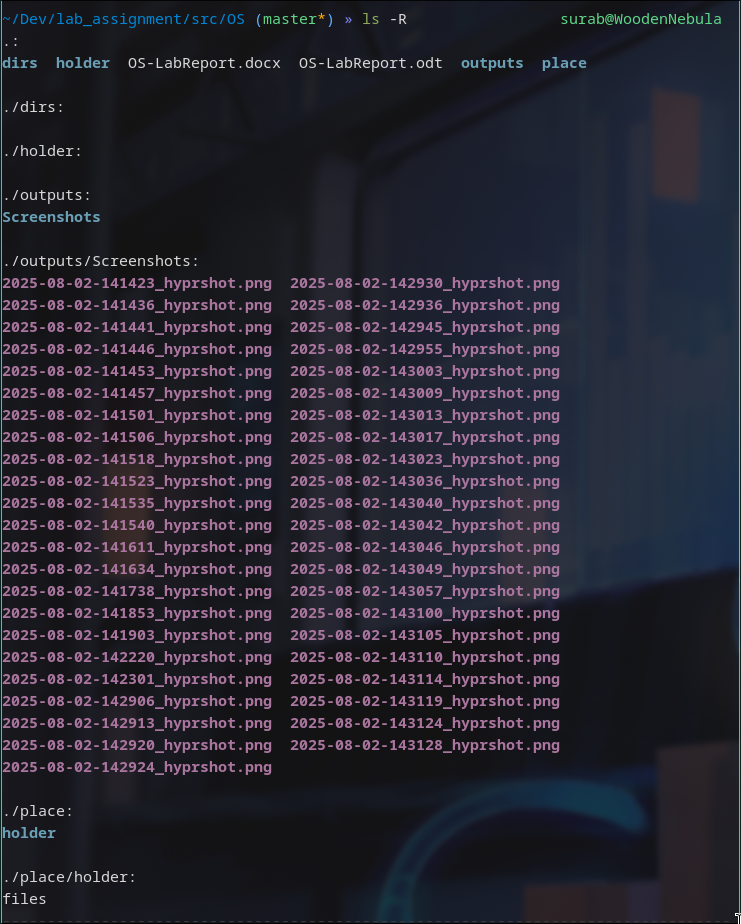 ~/Dev/lab_assignment/src/OS (master*) » ls -R surab@WoodenNebula
.:
dirs holder OS-LabReport.docx OS-LabReport.odt outputs place
./dirs:
./holder:
./outputs:
Screenshots
./outputs/Screenshots:
2025-08-02-141423_hyprshot.png 2025-08-02-142930_hyprshot.png
2025-08-02-141436_hyprshot.png 2025-08-02-142936_hyprshot.png
2025-08-02-141441_hyprshot.png 2025-08-02-142945_hyprshot.png
2025-08-02-141446_hyprshot.png 2025-08-02-142955_hyprshot.png
2025-08-02-141453_hyprshot.png 2025-08-02-143003_hyprshot.png
2025-08-02-141457_hyprshot.png 2025-08-02-143009_hyprshot.png
2025-08-02-141501_hyprshot.png 2025-08-02-143013_hyprshot.png
2025-08-02-141506_hyprshot.png 2025-08-02-143017_hyprshot.png
2025-08-02-141518_hyprshot.png 2025-08-02-143023_hyprshot.png
2025-08-02-141523_hyprshot.png 2025-08-02-143036_hyprshot.png
2025-08-02-141535_hyprshot.png 2025-08-02-143040_hyprshot.png
2025-08-02-141540_hyprshot.png 2025-08-02-143042_hyprshot.png
2025-08-02-141611_hyprshot.png 2025-08-02-143046_hyprshot.png
2025-08-02-141634_hyprshot.png 2025-08-02-143049_hyprshot.png
2025-08-02-141738_hyprshot.png 2025-08-02-143057_hyprshot.png
2025-08-02-141853_hyprshot.png 2025-08-02-143100_hyprshot.png
2025-08-02-141903_hyprshot.png 2025-08-02-143105_hyprshot.png
2025-08-02-142220_hyprshot.png 2025-08-02-143110_hyprshot.png
2025-08-02-142301_hyprshot.png 2025-08-02-143114_hyprshot.png
2025-08-02-142906_hyprshot.png 2025-08-02-143119_hyprshot.png
2025-08-02-142913_hyprshot.png 2025-08-02-143124_hyprshot.png
2025-08-02-142920_hyprshot.png 2025-08-02-143128_hyprshot.png
2025-08-02-142924_hyprshot.png
./place:
holder
./place/holder:
files